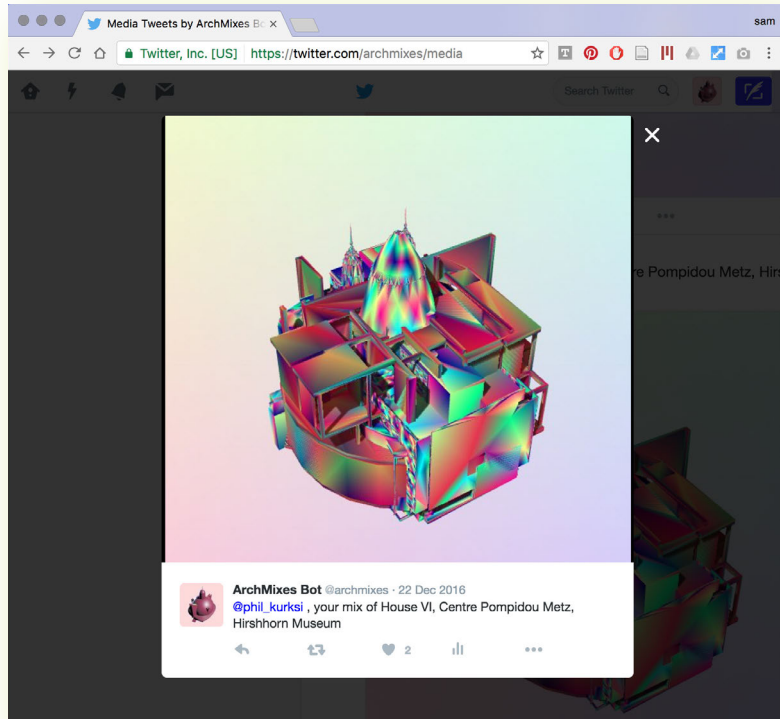 Media Tweets by ArchMixes Bo
sam
Twitter, Inc. [US] https://twitter.com/archmixes/media
Search Twitter
re Pompidou Metz, Hirs
ArchMixes Bot @archmixes · 22 Dec 2016
@phil_kurksi , your mix of House VI, Centre Pompidou Metz,
Hirshhorn Museum
2